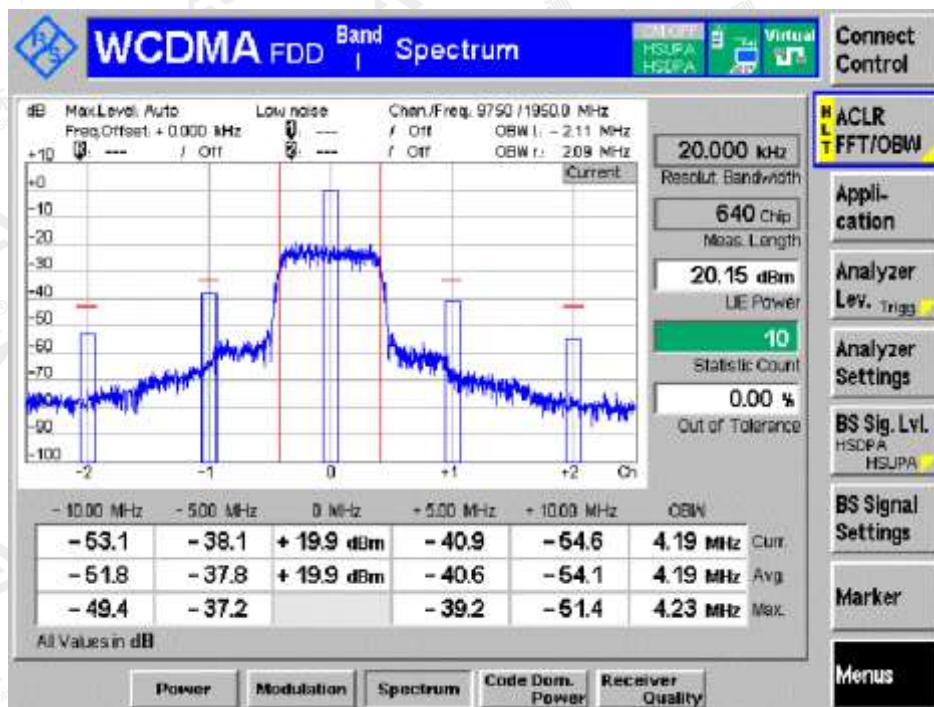 WCDMA FDD Band I Spectrum
HSUPA
HSDPA
Virtual
Connect Control
dB Max.Level: Auto Low noise Chan./Freq.: 9750 / 1950.0 MHz
Freq.Offset: + 0.000 kHz --- / Off OBW l.: - 2.11 MHz
--- / Off --- / Off OBW r.: 2.09 MHz
Current
+10
+0
-10
-20
-30
-40
-50
-60
-70
-80
-90
-100
-2 -1 0 +1 +2 Ch
20.000 kHz
Resolut. Bandwidth
640 Chip
Meas. Length
20.15 dBm
UE Power
10
Statistic Count
0.00 %
Out of Tolerance
- 10.00 MHz - 5.00 MHz 0 MHz + 5.00 MHz + 10.00 MHz OBW
- 53.1 - 38.1 + 19.9 dBm - 40.9 - 54.6 4.19 MHz Curr.
- 51.8 - 37.8 + 19.9 dBm - 40.6 - 54.1 4.19 MHz Avg.
- 49.4 - 37.2 - 39.2 - 51.4 4.23 MHz Max.
All Values in dB
Power Modulation Spectrum Code Dom. Power Receiver Quality
HLT
ACLR
FFT/OBW
Appli-
cation
Analyzer
Lev. Trigg.
Analyzer
Settings
BS Sig. Lvl.
HSDPA
HSUPA
BS Signal
Settings
Marker
Menus